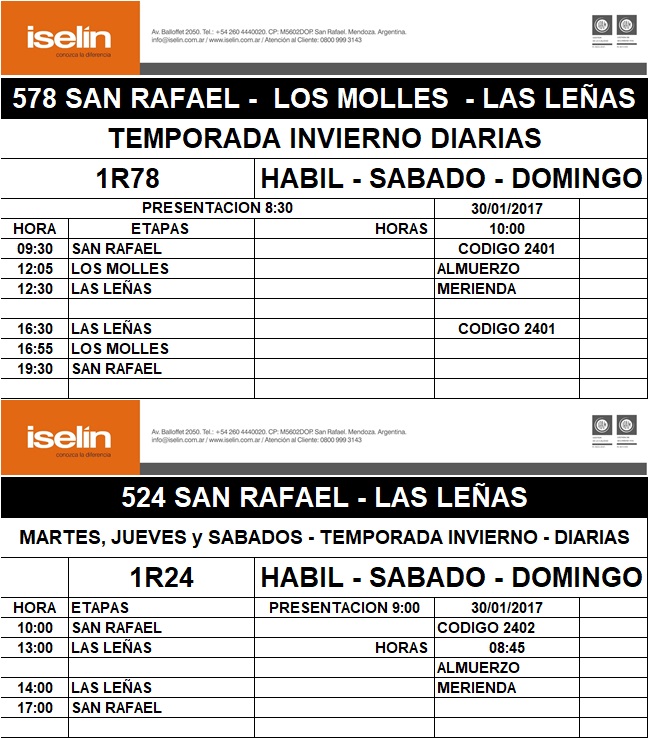 iselín
conozca la diferencia
Av. Balloffet 2050. Tel.: +54 260 4440020. CP: M5602DOP. San Rafael. Mendoza. Argentina.
info@iselin.com.ar / www.iselin.com.ar / Atención al Cliente: 0800 999 3143
578 SAN RAFAEL - LOS MOLLES - LAS LEÑAS
TEMPORADA INVIERNO DIARIAS
1R78 HABIL - SABADO - DOMINGO
PRESENTACION 8:30 30/01/2017
HORA ETAPAS HORAS 10:00
09:30 SAN RAFAEL CODIGO 2401
12:05 LOS MOLLES ALMUERZO
12:30 LAS LEÑAS MERIENDA
16:30 LAS LEÑAS CODIGO 2401
16:55 LOS MOLLES
19:30 SAN RAFAEL
iselín
conozca la diferencia
Av. Balloffet 2050. Tel.: +54 260 4440020. CP: M5602DOP. San Rafael. Mendoza. Argentina.
info@iselin.com.ar / www.iselin.com.ar / Atención al Cliente: 0800 999 3143
524 SAN RAFAEL - LAS LEÑAS
MARTES, JUEVES y SABADOS - TEMPORADA INVIERNO - DIARIAS
1R24 HABIL - SABADO - DOMINGO
HORA ETAPAS PRESENTACION 9:00 30/01/2017
10:00 SAN RAFAEL CODIGO 2402
13:00 LAS LEÑAS HORAS 08:45
ALMUERZO
14:00 LAS LEÑAS MERIENDA
17:00 SAN RAFAEL